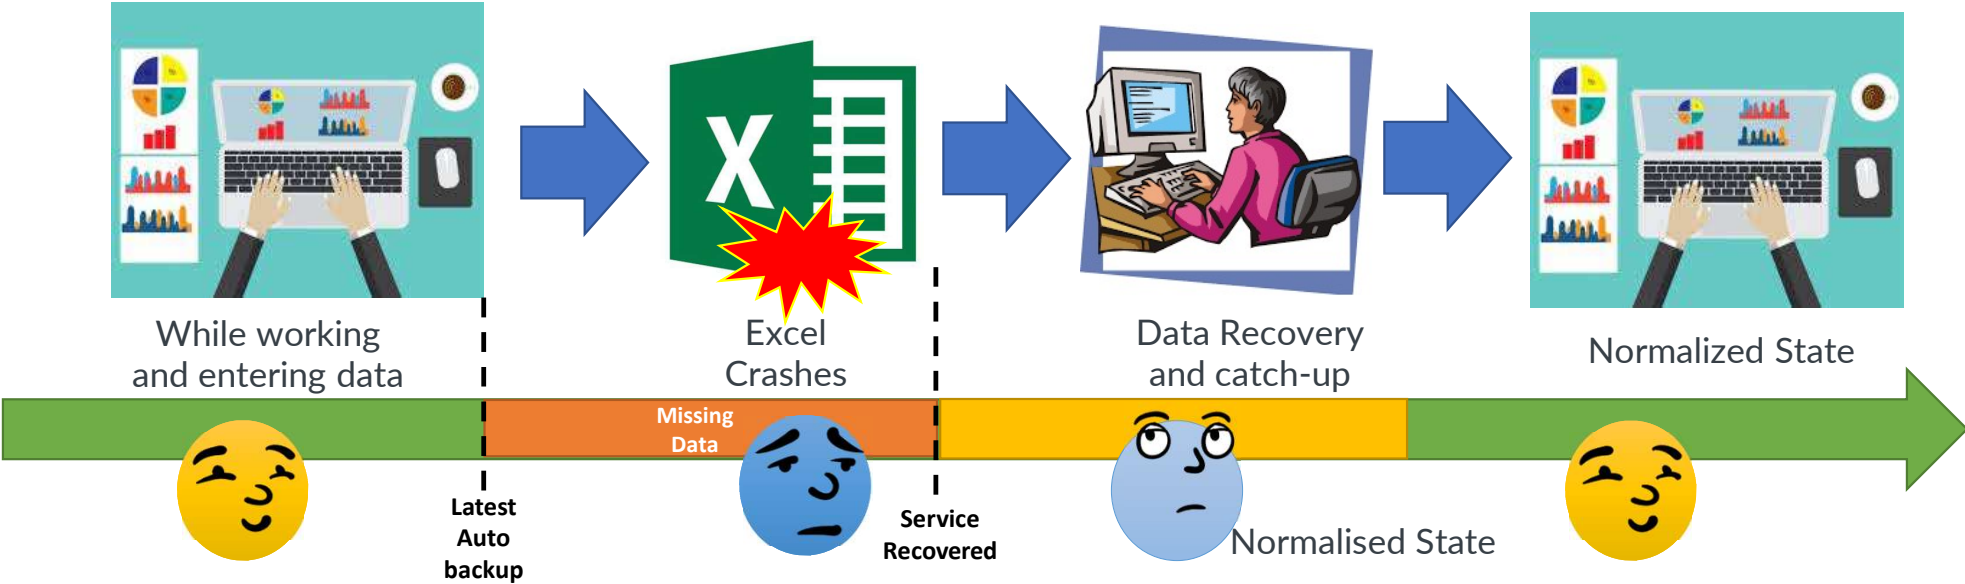 X
While working
and entering data
Excel
Crashes
Data Recovery
and catch-up
Normalized State
Missing
Data
Latest
Auto
backup
Service
Recovered
Normalised State